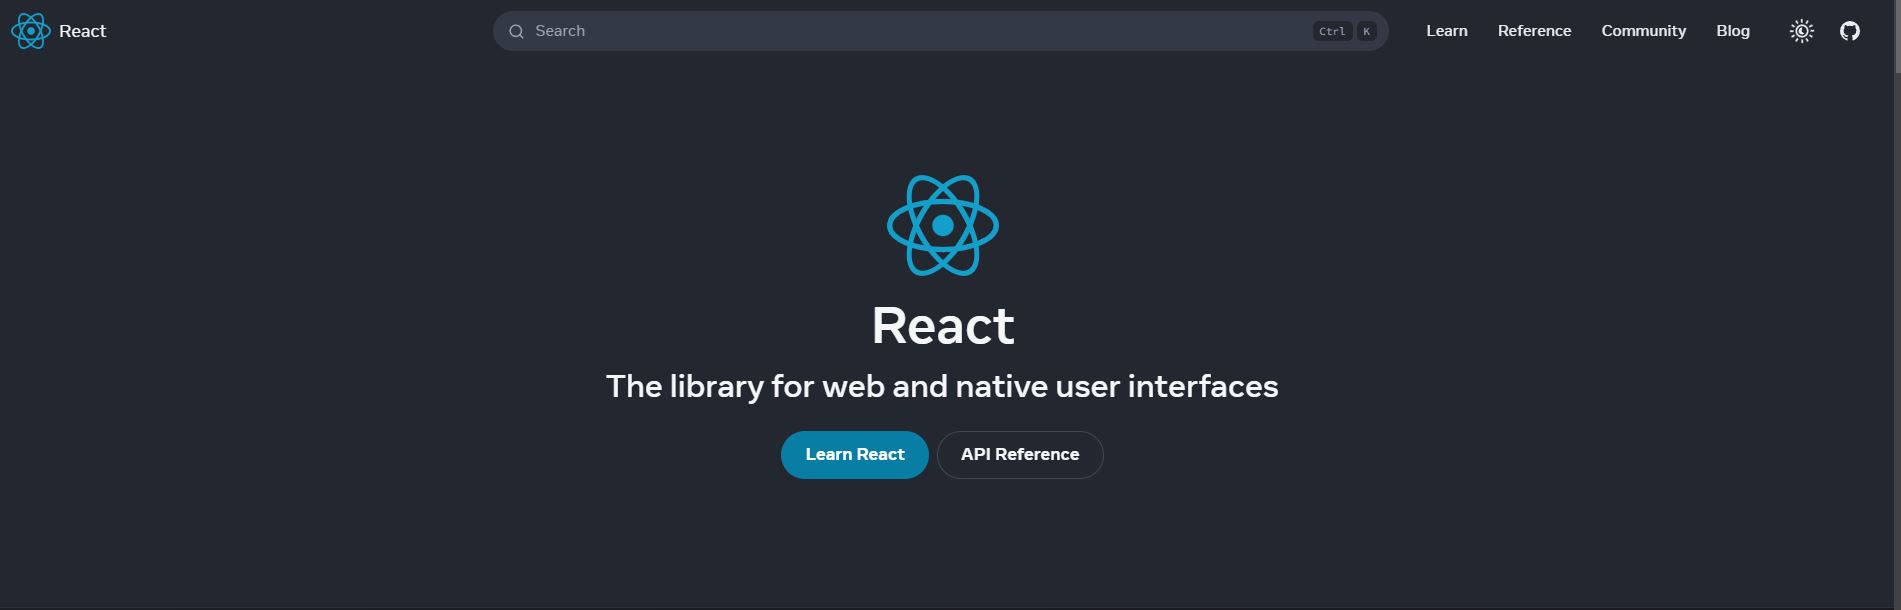 React
Search
Ctrl K
Learn Reference Community Blog
React
The library for web and native user interfaces
Learn React
API Reference